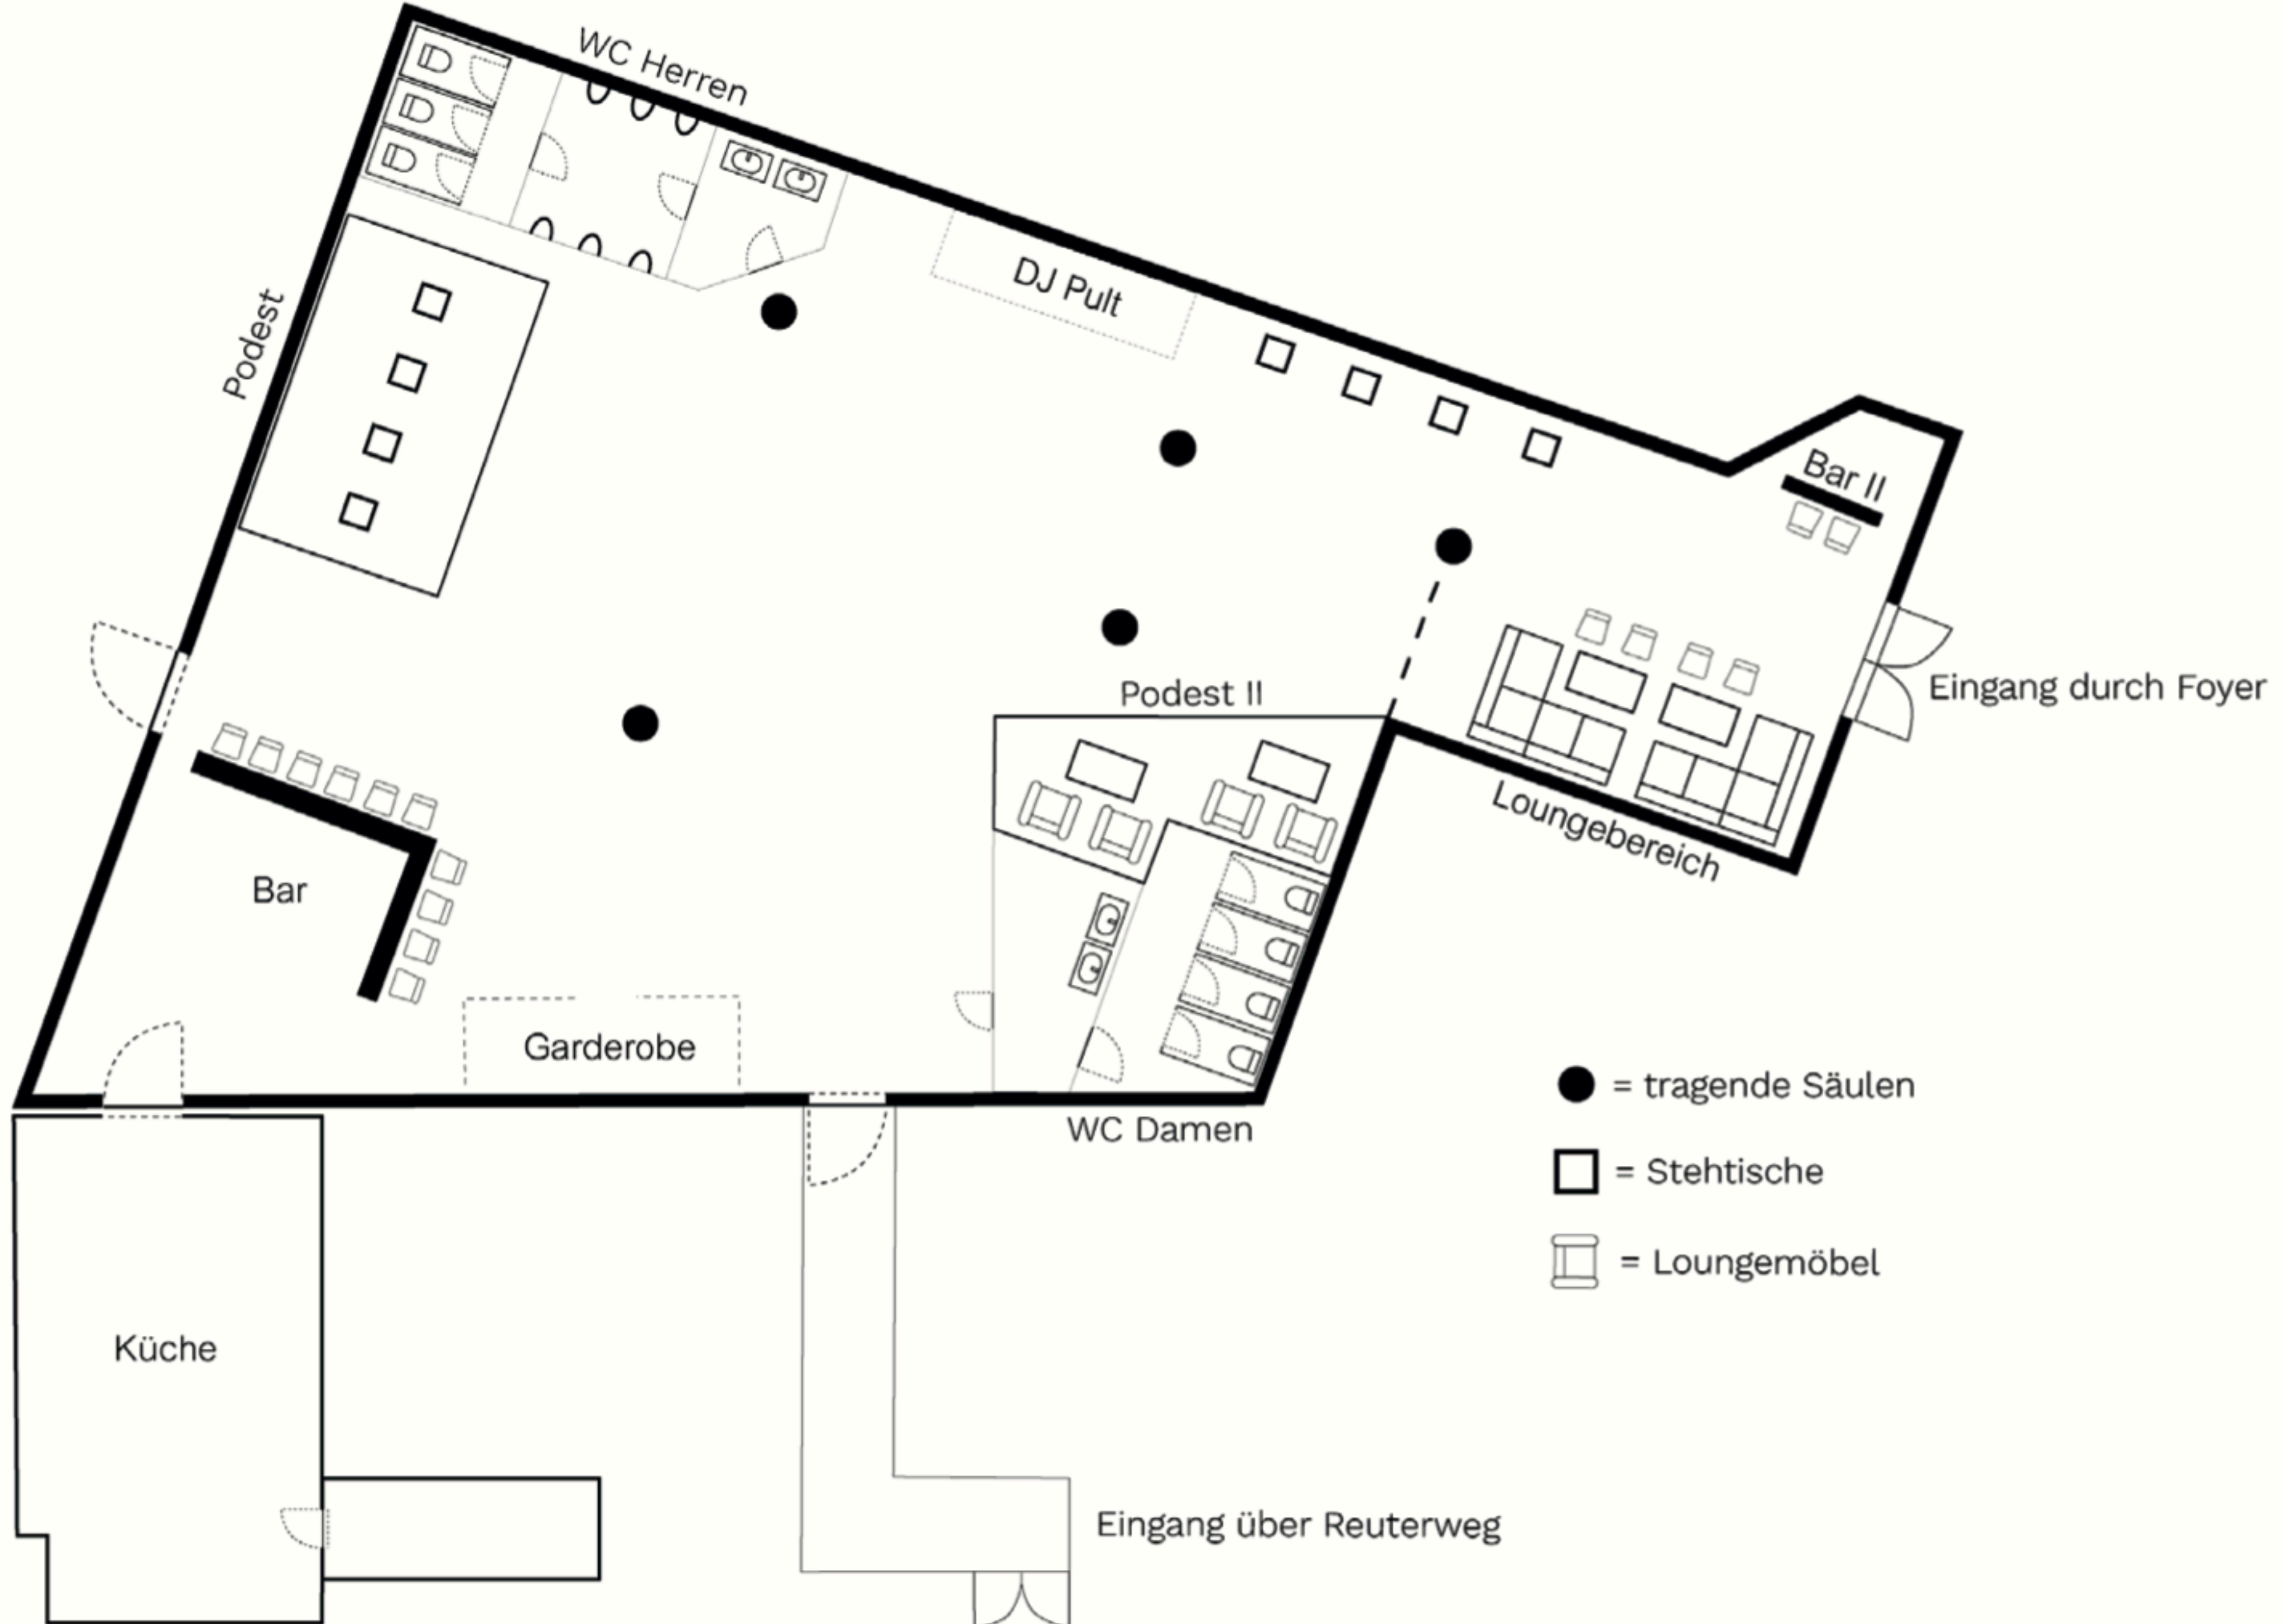 WC Herren
DJ Pult
Podest
Bar II
Eingang durch Foyer
Podest II
Loungebereich
Bar
Garderobe
WC Damen
= tragende Säulen
= Stehtische
= Loungemöbel
Küche
Eingang über Reuterweg